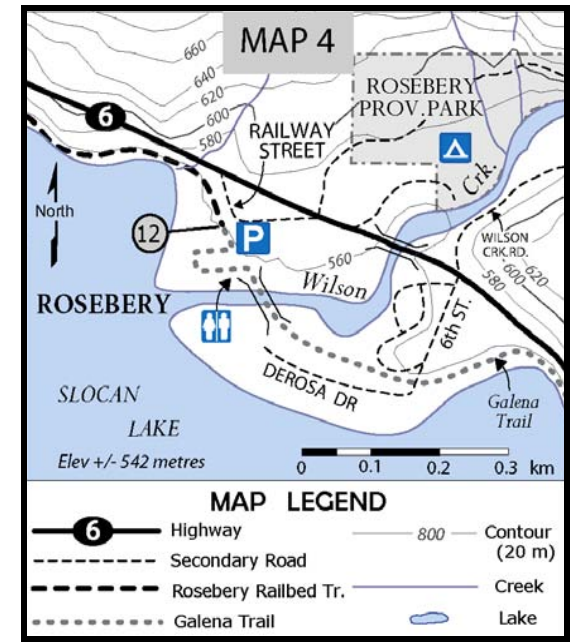 MAP 4
660
640
620
600
580
600
ROSEBERY
PROV. PARK
6
RAILWAY
STREET
Crk.
North
12
P
560
Wilson
WILSON
CRK.RD.
620
600
580
ROSEBERY
6th ST.
DEROSA DR
SLOCAN
LAKE
Elev +/- 542 metres
Galena
Trail
0 0.1 0.2 0.3 km
MAP LEGEND
6 Highway
800 Contour
(20 m)
Secondary Road
Rosebery Railbed Tr.
Creek
Galena Trail
Lake